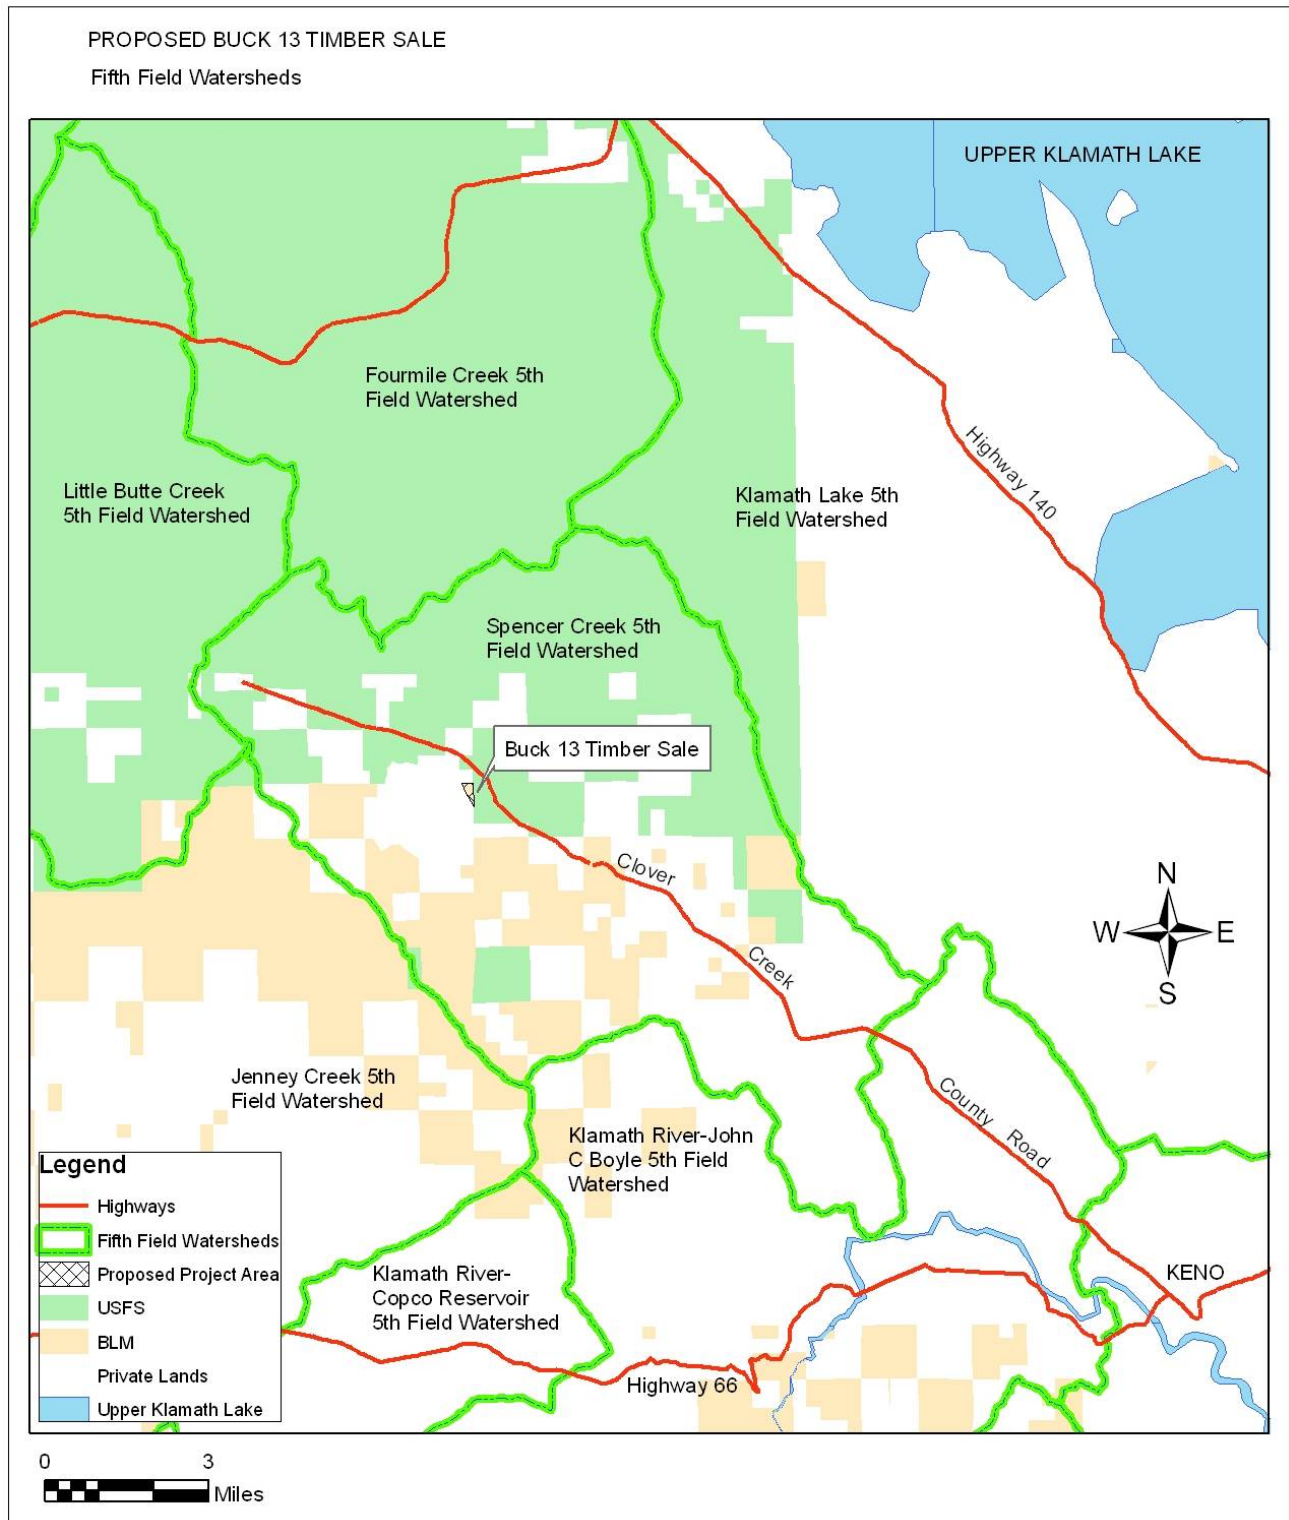 PROPOSED BUCK 13 TIMBER SALE
Fifth Field Watersheds
UPPER KLAMATH LAKE
Fourmile Creek 5th
Field Watershed
Highway 140
Little Butte Creek
5th Field Watershed
Klamath Lake 5th
Field Watershed
Spencer Creek 5th
Field Watershed
Buck 13 Timber Sale
Clover
Creek
County Road
N
W
E
S
Jenney Creek 5th
Field Watershed
Klamath River-John
C Boyle 5th Field
Watershed
Klamath River-
Copco Reservoir
5th Field Watershed
KENO
Highway 66
Legend
Highways
Fifth Field Watersheds
Proposed Project Area
USFS
BLM
Private Lands
Upper Klamath Lake
0 3
Miles